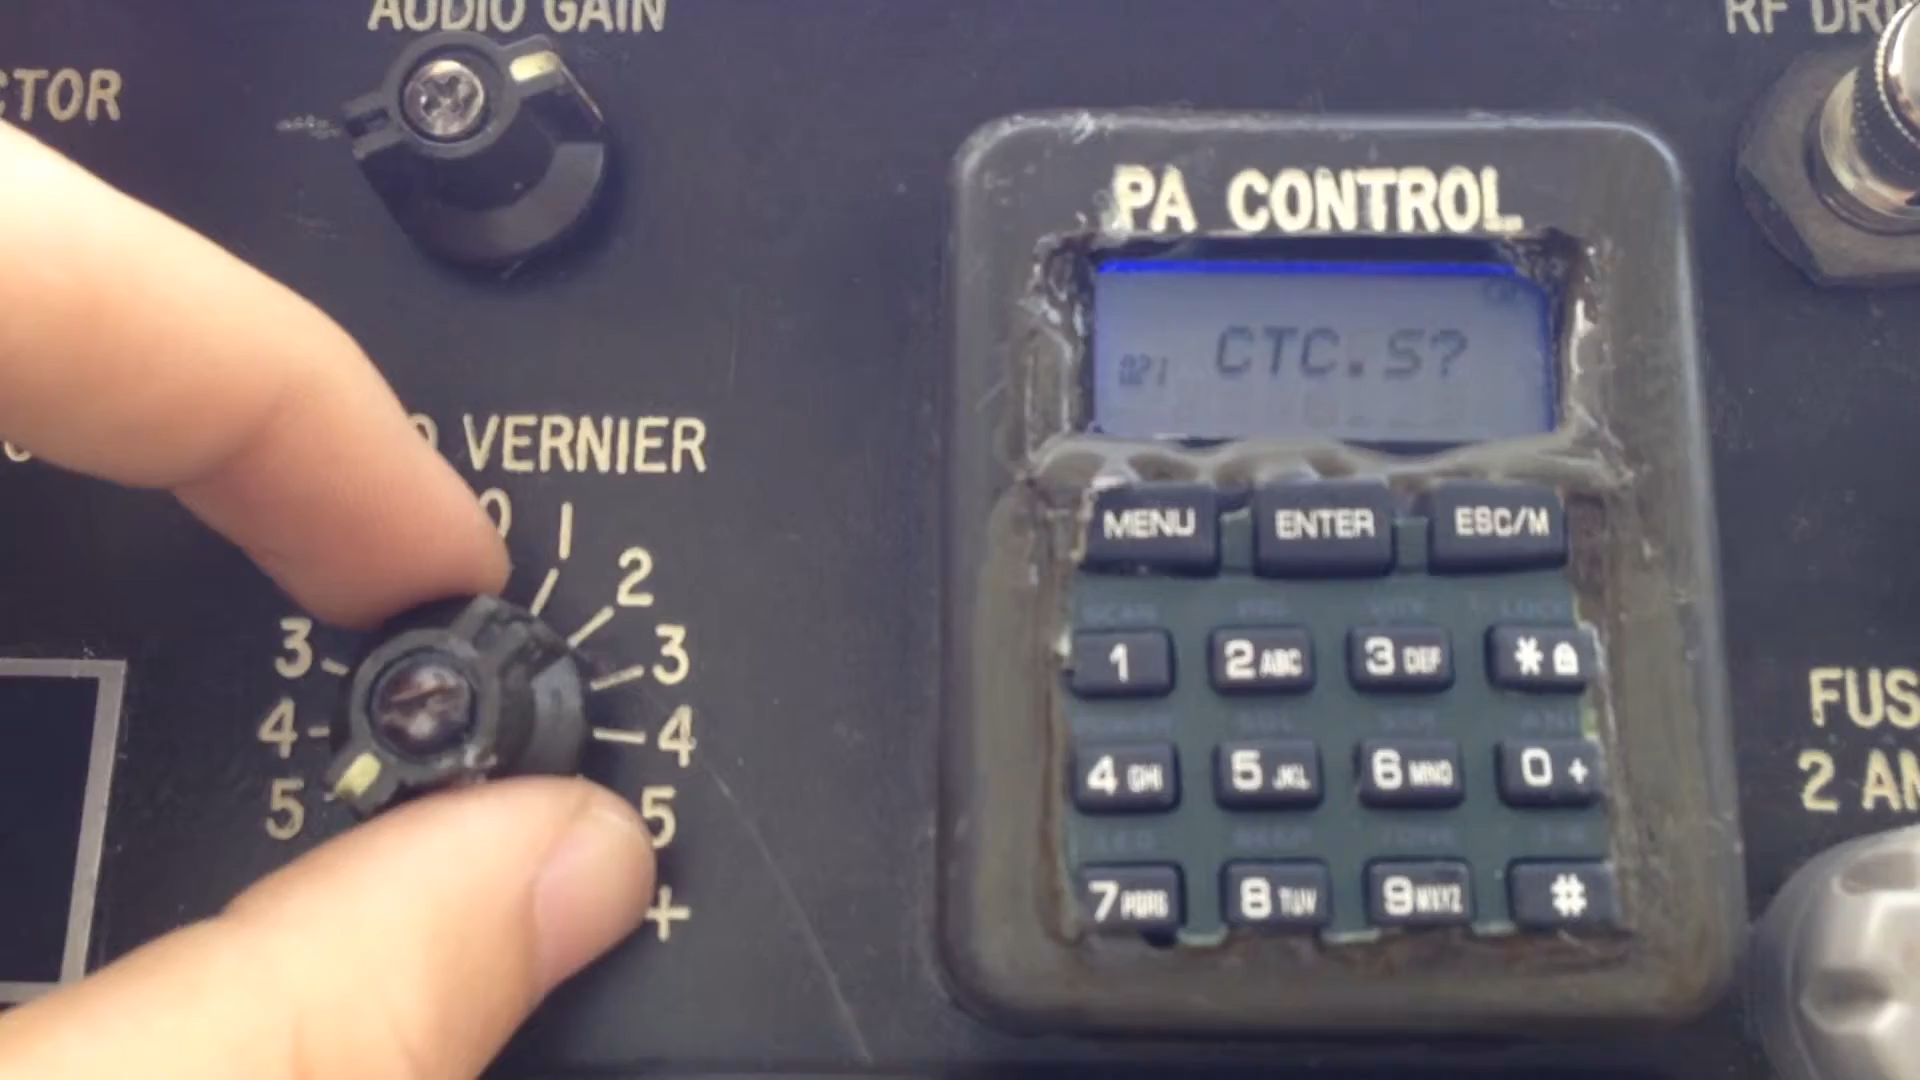 AUDIO GAIN
RF DRI
CTOR
PA CONTROL
CTC.S?
VERNIER
0 1
2
3 3
4 4
5 5
+
MENU ENTER ESC/M
1 2 ABC 3 DEF *
4 GHI 5 JKL 6 MNO 0 +
7 PQRS 8 TUV 9 WXYZ #
FUS
2 AM